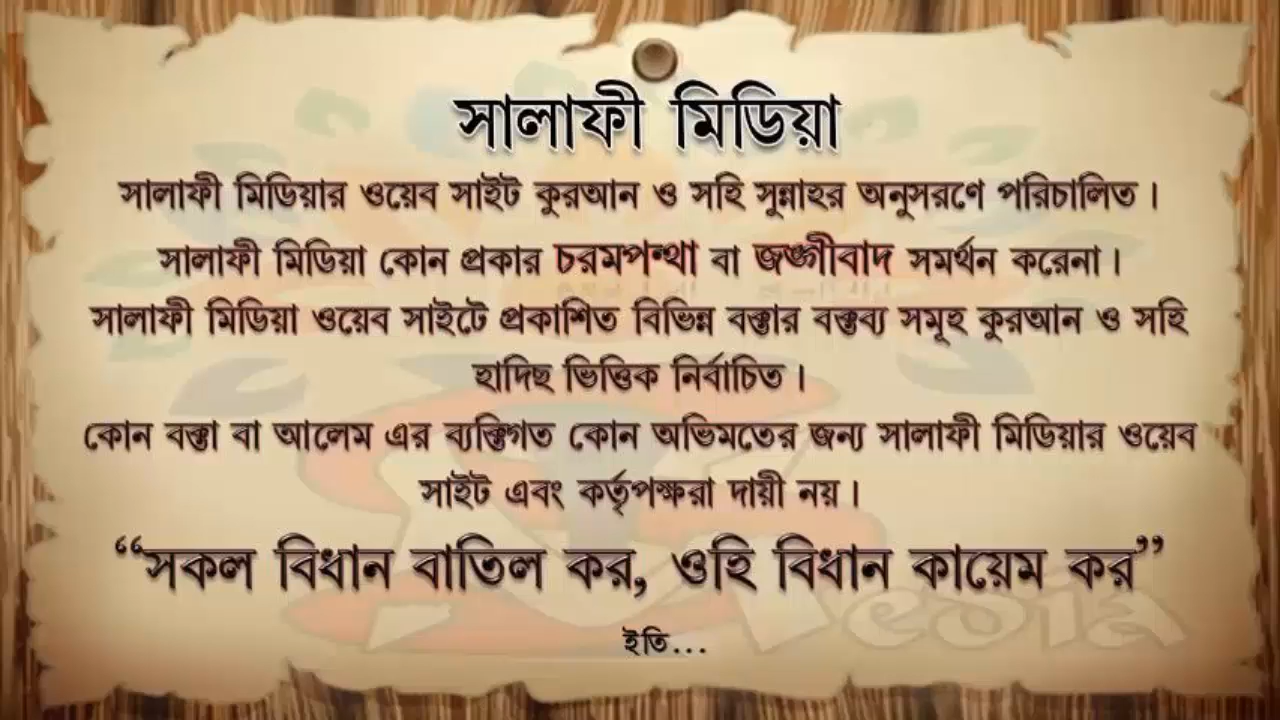 সালাফী মিডিয়া
সালাফী মিডিয়ার ওয়েব সাইট কুরআন ও সহি সুন্নাহর অনুসরণে পরিচালিত।
সালাফী মিডিয়া কোন প্রকার চরমপন্থা বা জঙ্গীবাদ সমর্থন করেনা।
সালাফী মিডিয়া ওয়েব সাইটে প্রকাশিত বিভিন্ন বক্তার বক্তব্য সমূহ কুরআন ও সহি
হাদিছ ভিত্তিক নির্বাচিত।
কোন বক্তা বা আলেম এর ব্যক্তিগত কোন অভিমতের জন্য সালাফী মিডিয়ার ওয়েব
সাইট এবং কর্তৃপক্ষরা দায়ী নয়।
“সকল বিধান বাতিল কর, ওহি বিধান কায়েম কর”
ইতি...